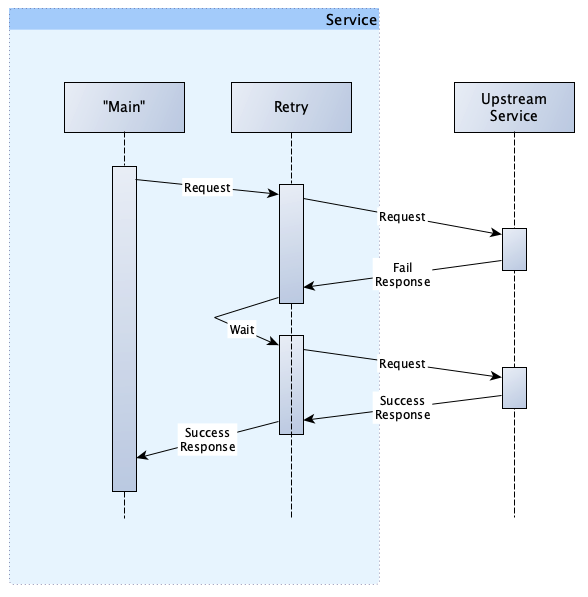 Service
"Main"
Retry
Upstream
Service
Request
Request
Fail
Response
Wait
Request
Success
Response
Success
Response